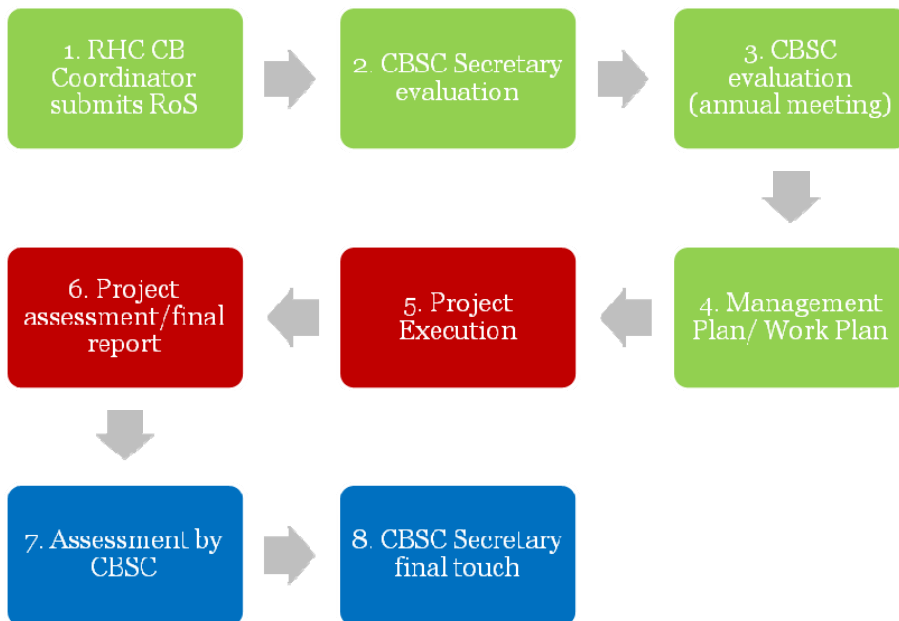 1. RHC CB
Coordinator
submits RoS
2. CBSC Secretary
evaluation
3. CBSC
evaluation
(annual meeting)
4. Management
Plan/ Work Plan
5. Project
Execution
6. Project
assessment/final
report
7. Assessment by
CBSC
8. CBSC Secretary
final touch